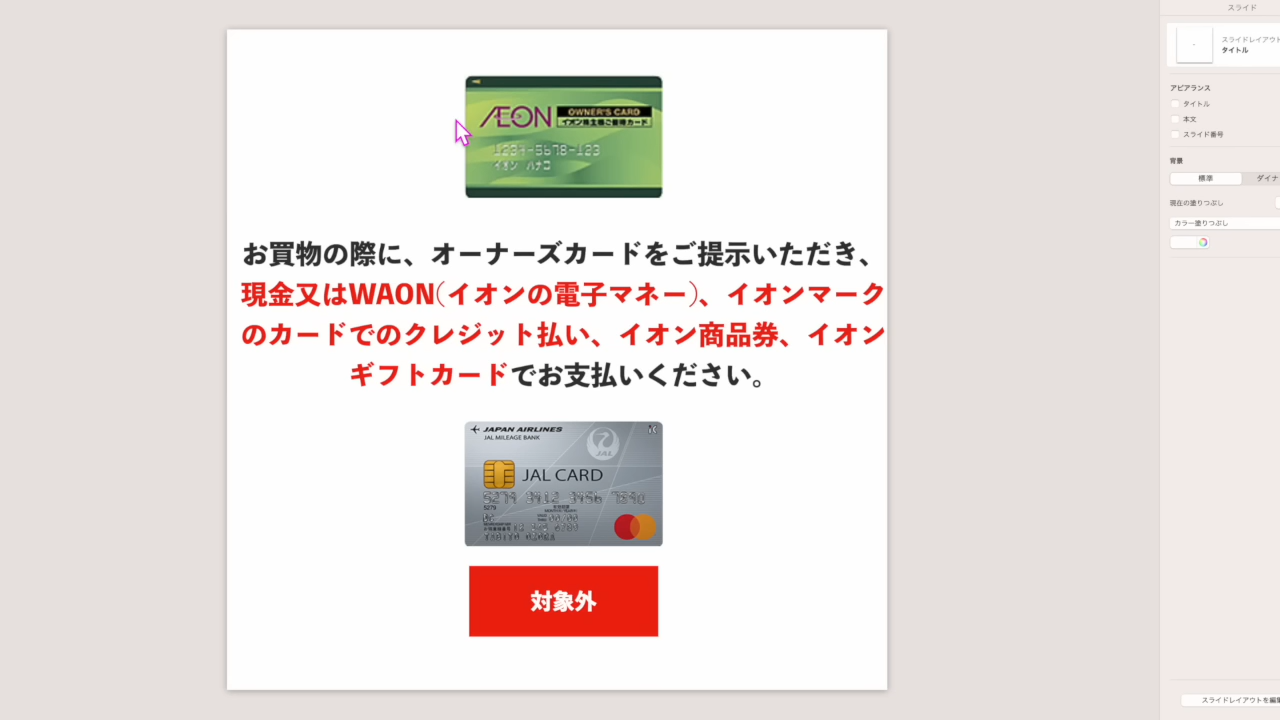 スライド
スライドレイアウト
タイトル
アピアランス
タイトル
本文
スライド番号
背景
標準
ダイナ
現在の塗りつぶし
カラー塗りつぶし
スライドレイアウトを編集
ÆON
OWNER'S CARD
イオン株主様ご優待カード
1234-5678-123
イオン ハナコ
お買物の際に、オーナーズカードをご提示いただき、
現金又はWAON（イオンの電子マネー）、イオンマーク
のカードでのクレジット払い、イオン商品券、イオン
ギフトカードでお支払いください。
JAPAN AIRLINES
JAL MILEAGE BANK
IC
JAL
JAL CARD
5279
対象外